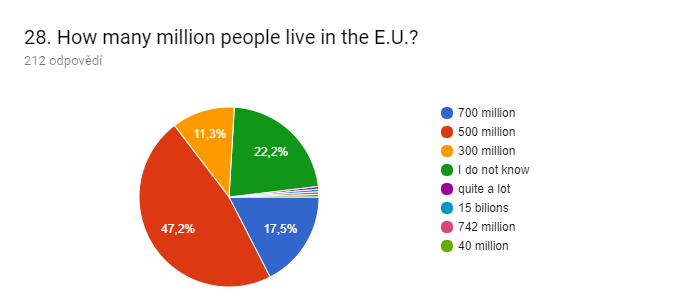 28. How many million people live in the E.U.?
212 odpovědí
11,3%
22,2%
47,2%
17,5%
700 million
500 million
300 million
I do not know
quite a lot
15 bilions
742 million
40 million